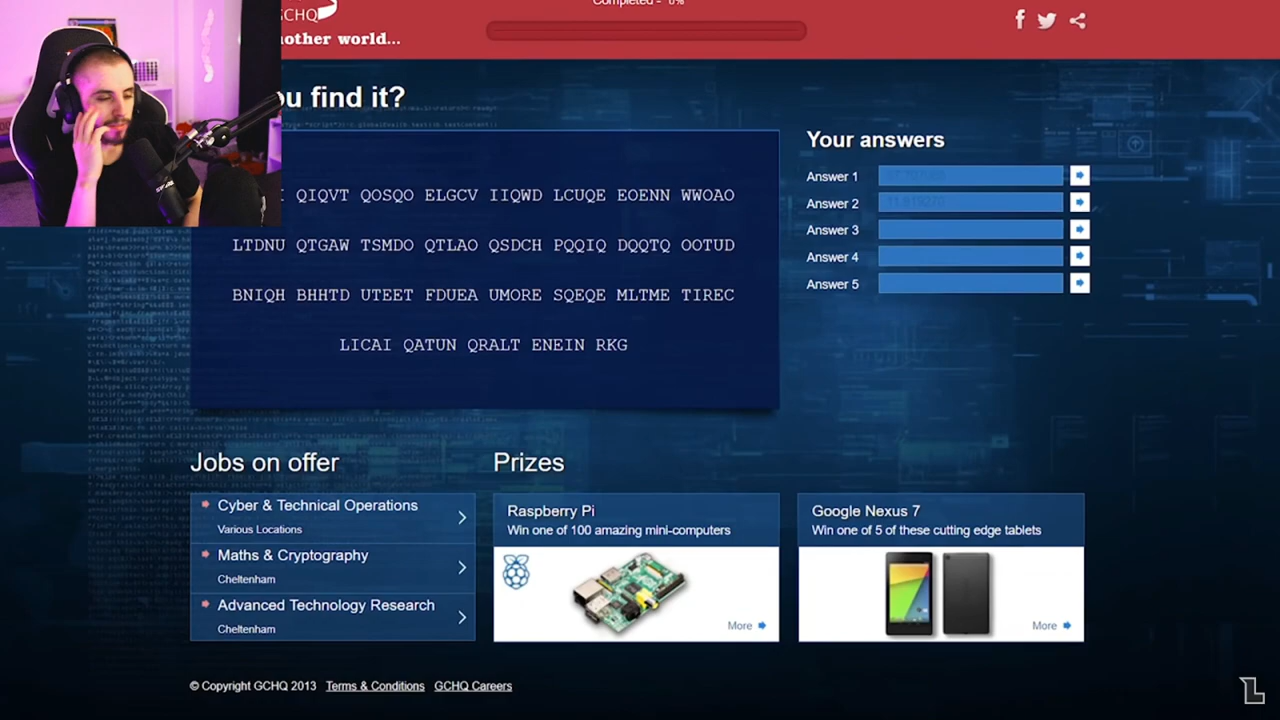 GCHQ
other world...
Completed - 0%
u find it?
QIQVT QOSQO ELGCV IIQWD LCUQE EOENN WWOAO
LTDNU QTGAW TSMDO QTLAO QSDCH PQQIQ DQQTQ OOTUD
BNIQH BHHTD UTEET FDUEA UMORE SQEQE MLTME TIREC
LICAI QATUN QRALT ENEIN RKG
Your answers
Answer 1
Answer 2
Answer 3
Answer 4
Answer 5
Jobs on offer
Cyber & Technical Operations
Various Locations
Maths & Cryptography
Cheltenham
Advanced Technology Research
Cheltenham
Prizes
Raspberry Pi
Win one of 100 amazing mini-computers
More
Google Nexus 7
Win one of 5 of these cutting edge tablets
More
© Copyright GCHQ 2013 Terms & Conditions GCHQ Careers